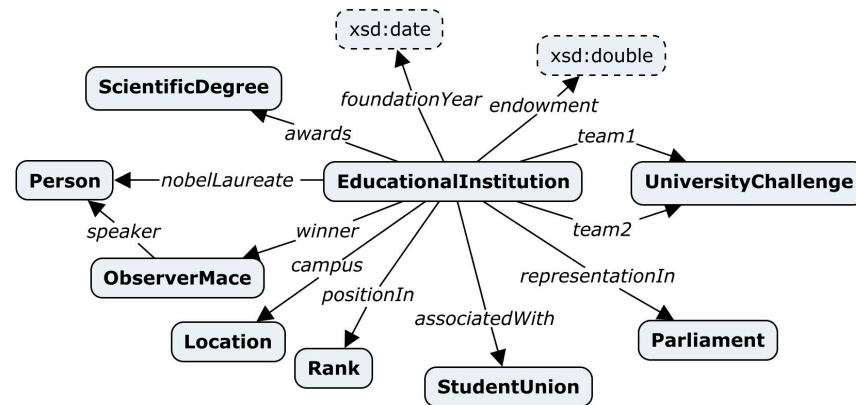 xsd:date
xsd:double
ScientificDegree
foundationYear
endowment
awards
team1
Person
nobelLaureate
EducationalInstitution
UniversityChallenge
speaker
winner
team2
ObserverMace
campus
representationIn
positionIn
associatedWith
Location
Rank
Parliament
StudentUnion